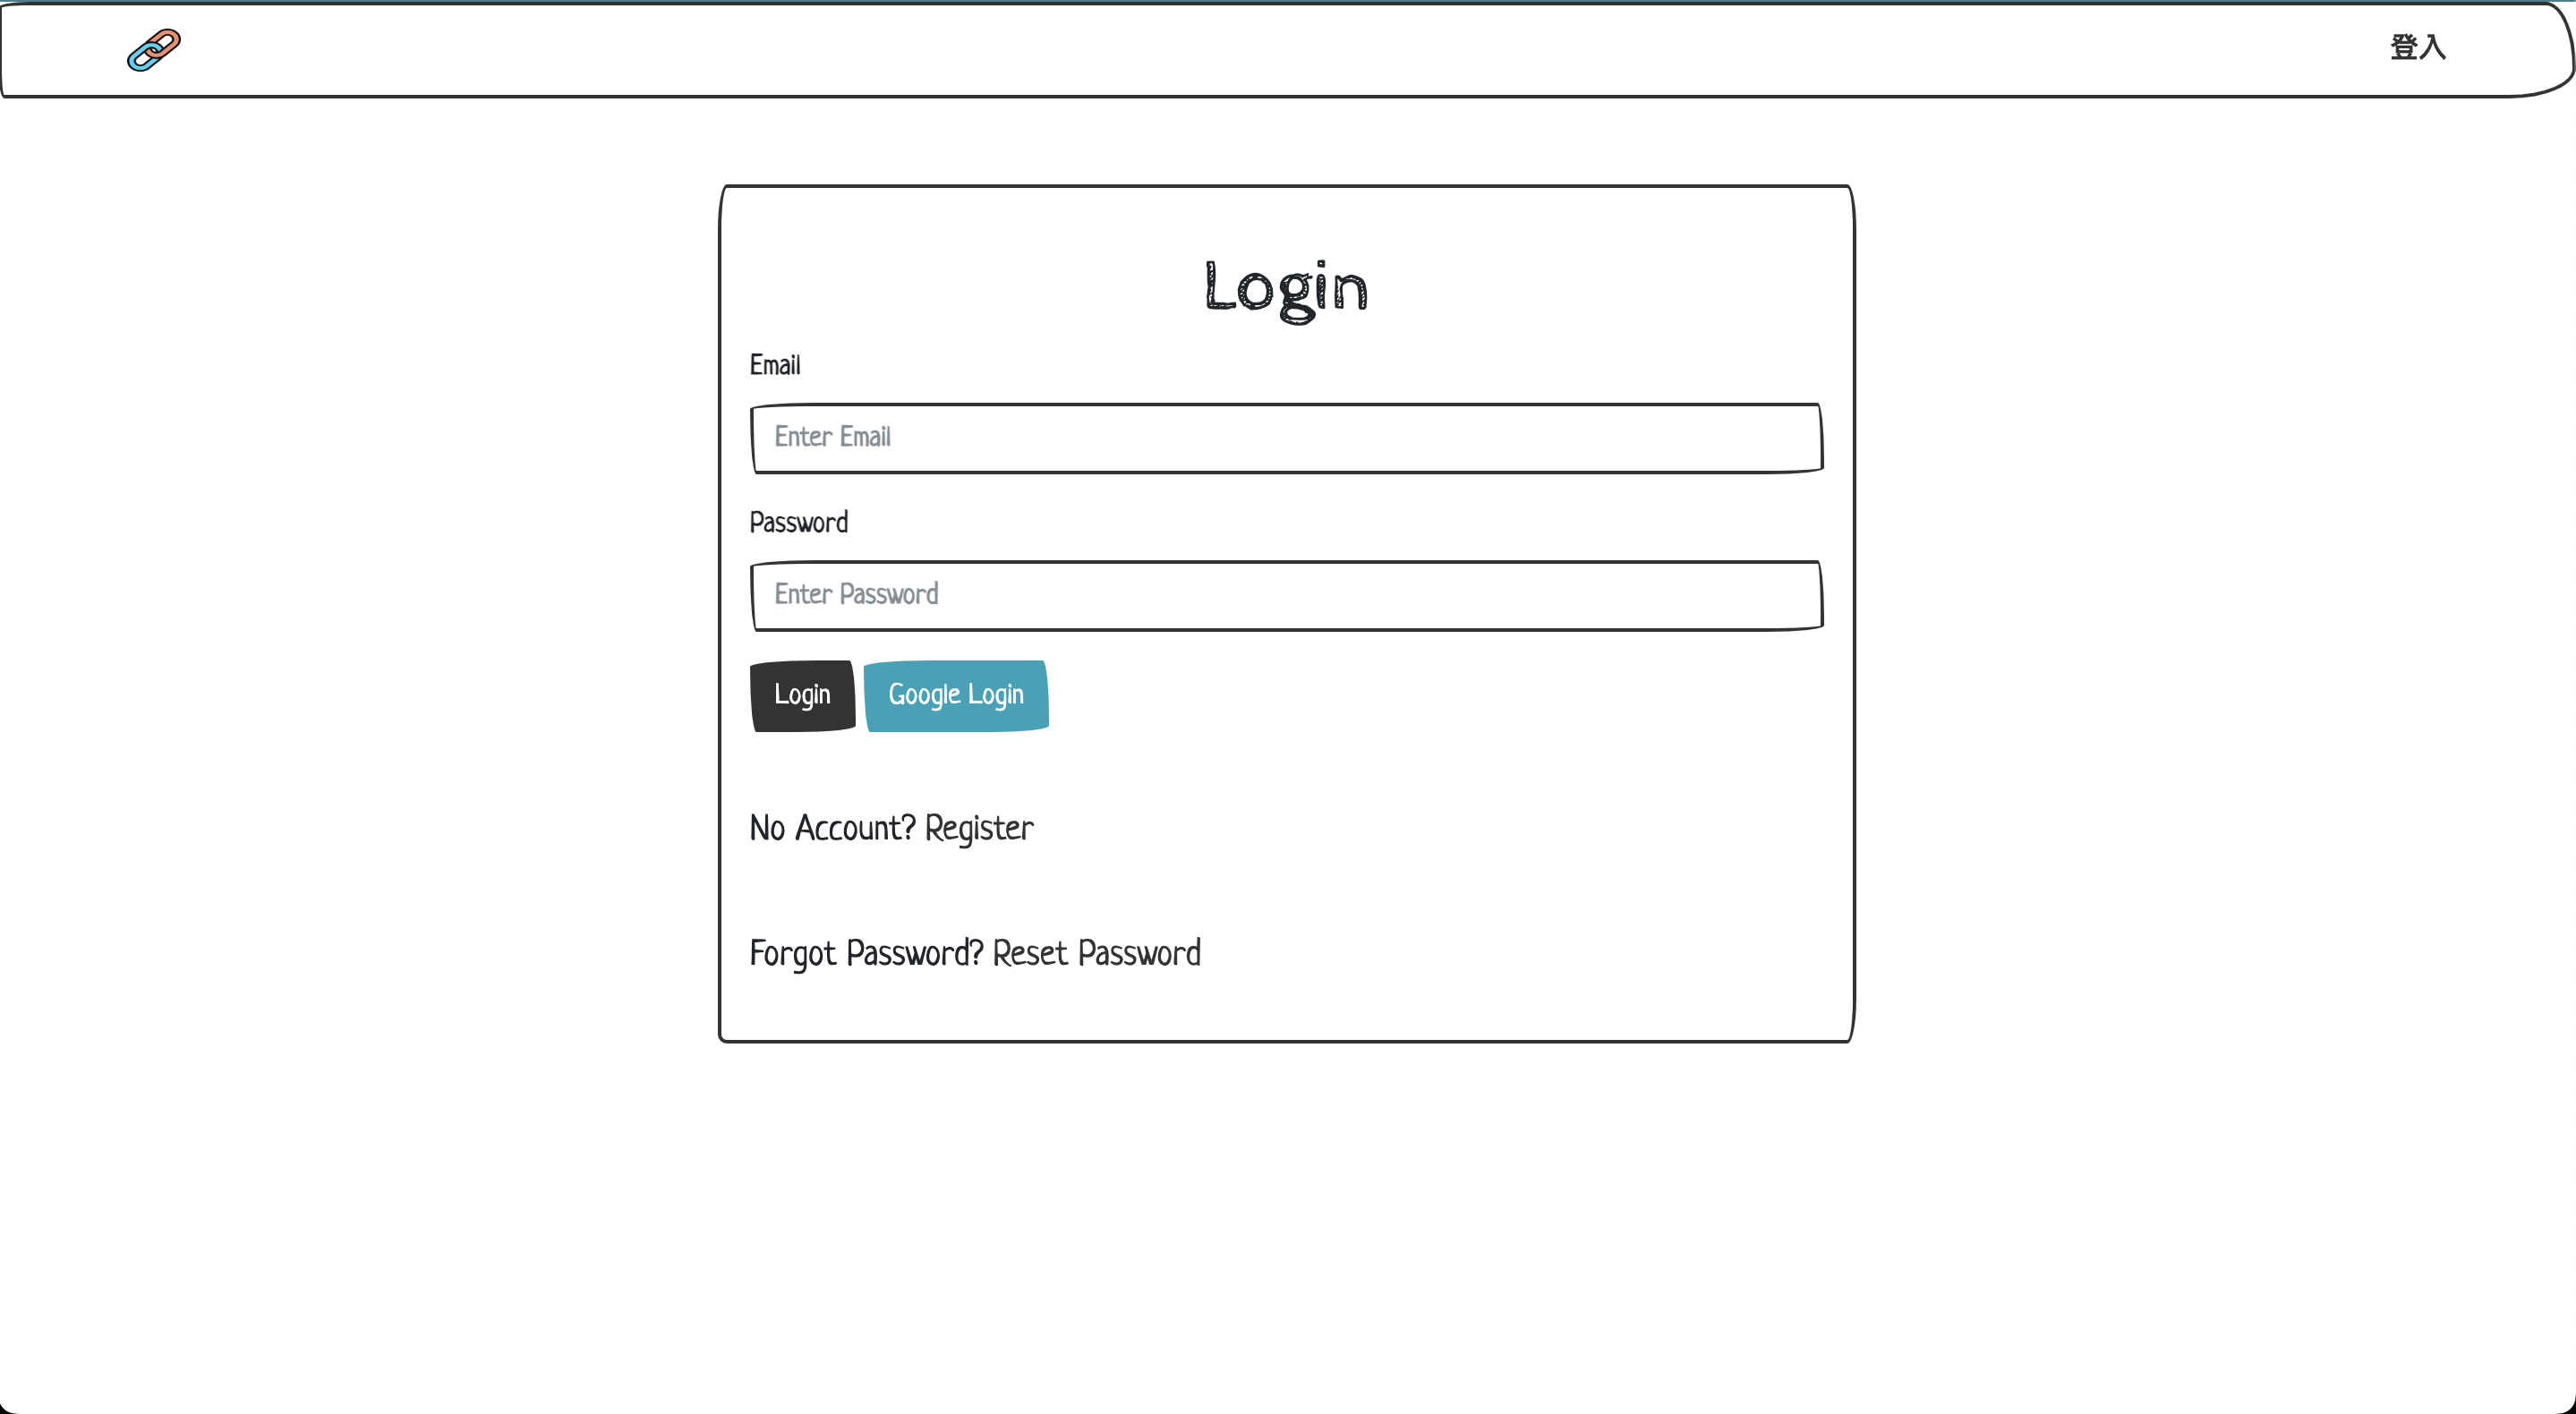 登入
Login
Email
Enter Email
Password
Enter Password
Login Google Login
No Account? Register
Forgot Password? Reset Password